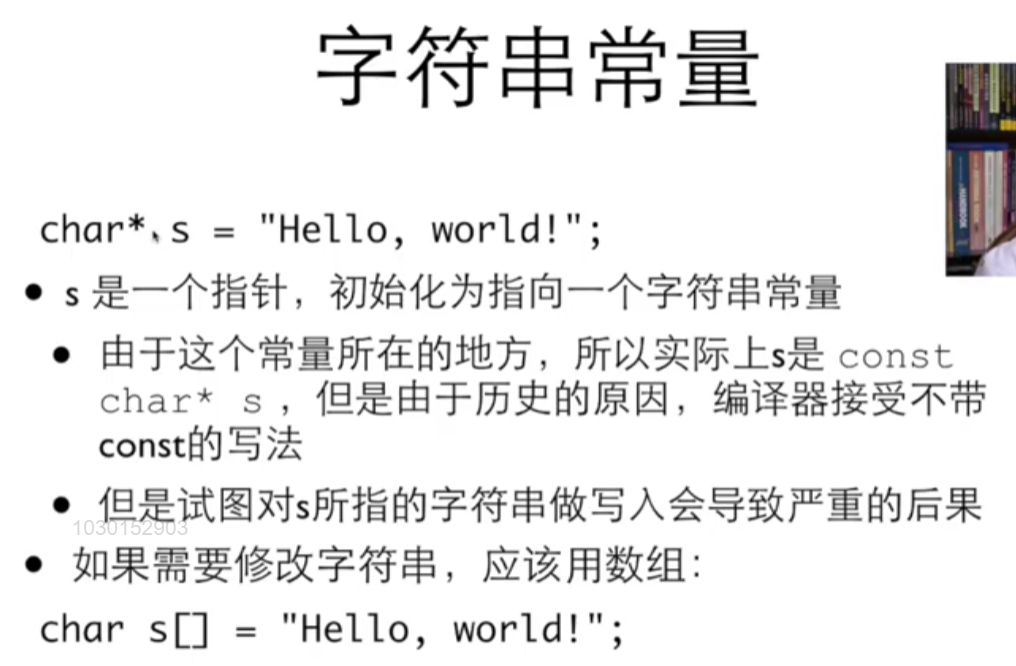 字符串常量
char* s = "Hello, world!";
● s 是一个指针，初始化为指向一个字符串常量
● 由于这个常量所在的地方，所以实际上s是 const
char* s ，但是由于历史的原因，编译器接受不带
const的写法
● 但是试图对s所指的字符串做写入会导致严重的后果
1030152903
● 如果需要修改字符串，应该用数组：
char s[] = "Hello, world!";